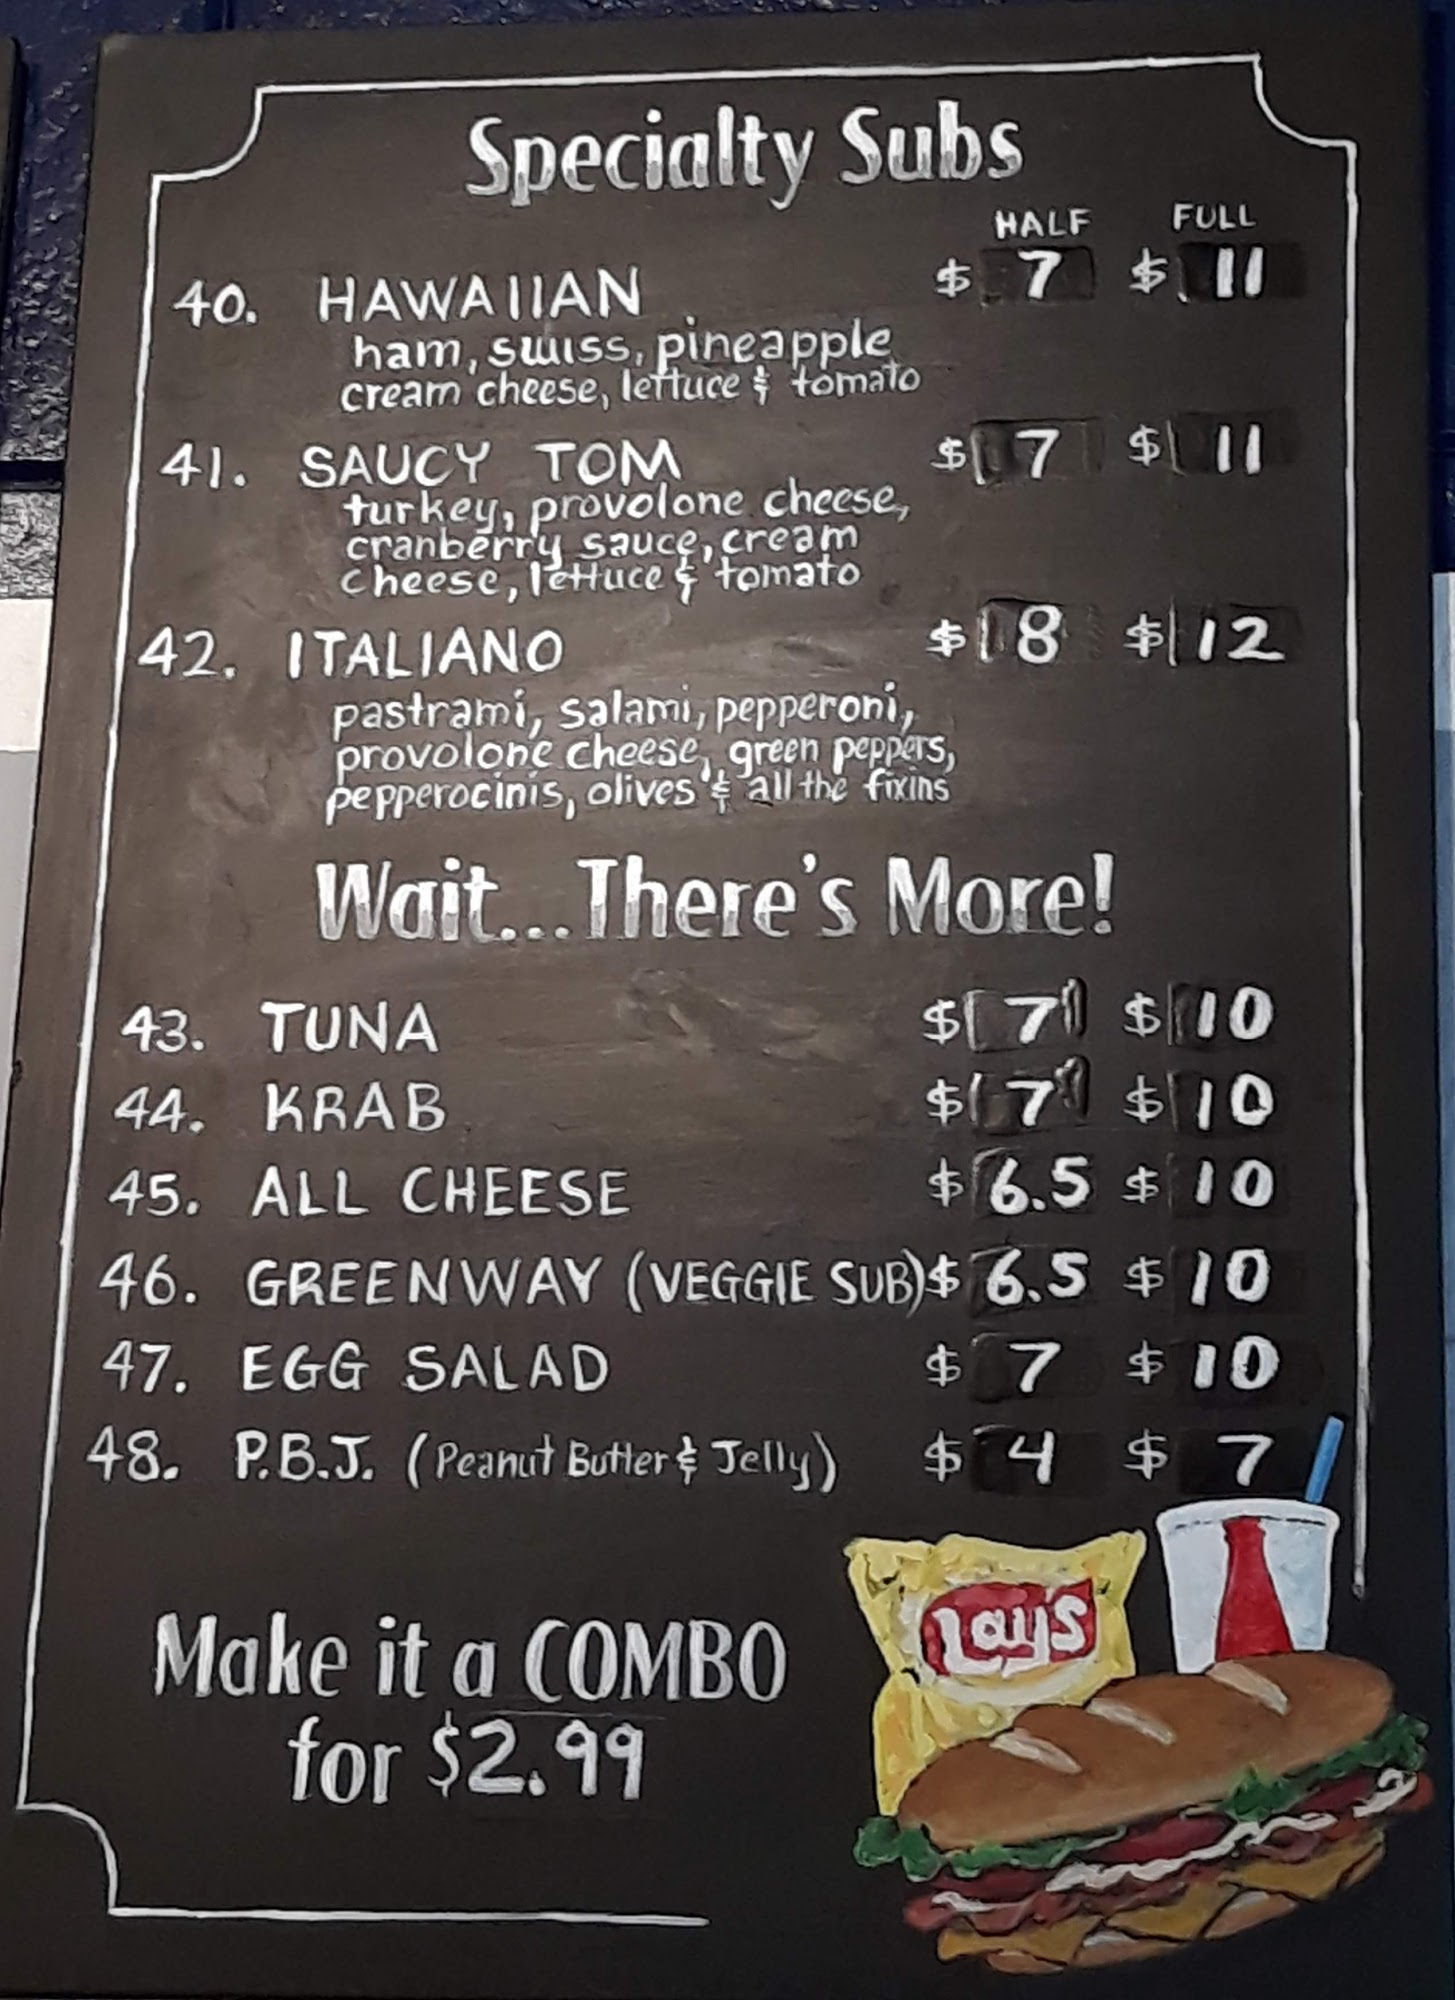 Specialty Subs
HALF FULL
40. HAWAIIAN $ 7 $ 11
ham, swiss, pineapple
cream cheese, lettuce & tomato
41. SAUCY TOM $ 7 $ 11
turkey, provolone cheese,
cranberry sauce, cream
cheese, lettuce & tomato
42. ITALIANO $ 8 $ 12
pastrami, salami, pepperoni,
provolone cheese, green peppers,
pepperocinis, olives & all the fixins
Wait...There's More!
43. TUNA $ 7 $ 10
44. KRAB $ 7 $ 10
45. ALL CHEESE $ 6.5 $ 10
46. GREENWAY (VEGGIE SUB) $ 6.5 $ 10
47. EGG SALAD $ 7 $ 10
48. P.B.J. (Peanut Butter & Jelly) $ 4 $ 7
Make it a COMBO
for $2.99
Lay's